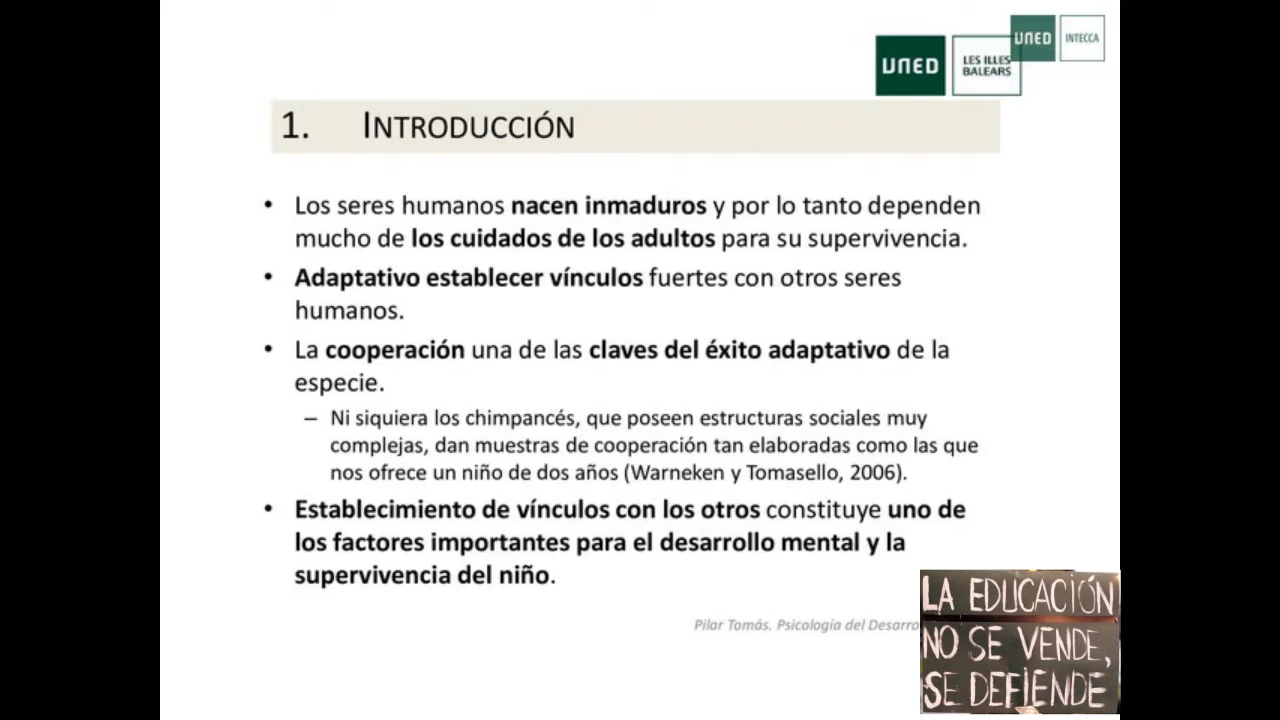 UNED
INTECCA
UNED
LES ILLES
BALEARS
1. INTRODUCCIÓN
• Los seres humanos nacen inmaduros y por lo tanto dependen
mucho de los cuidados de los adultos para su supervivencia.
• Adaptativo establecer vínculos fuertes con otros seres
humanos.
• La cooperación una de las claves del éxito adaptativo de la
especie.
– Ni siquiera los chimpancés, que poseen estructuras sociales muy
complejas, dan muestras de cooperación tan elaboradas como las que
nos ofrece un niño de dos años (Warneken y Tomasello, 2006).
• Establecimiento de vínculos con los otros constituye uno de
los factores importantes para el desarrollo mental y la
supervivencia del niño.
Pilar Tomás. Psicología del Desarro
LA EDUCACIÓN
NO SE VENDE,
SE DEFIENDE